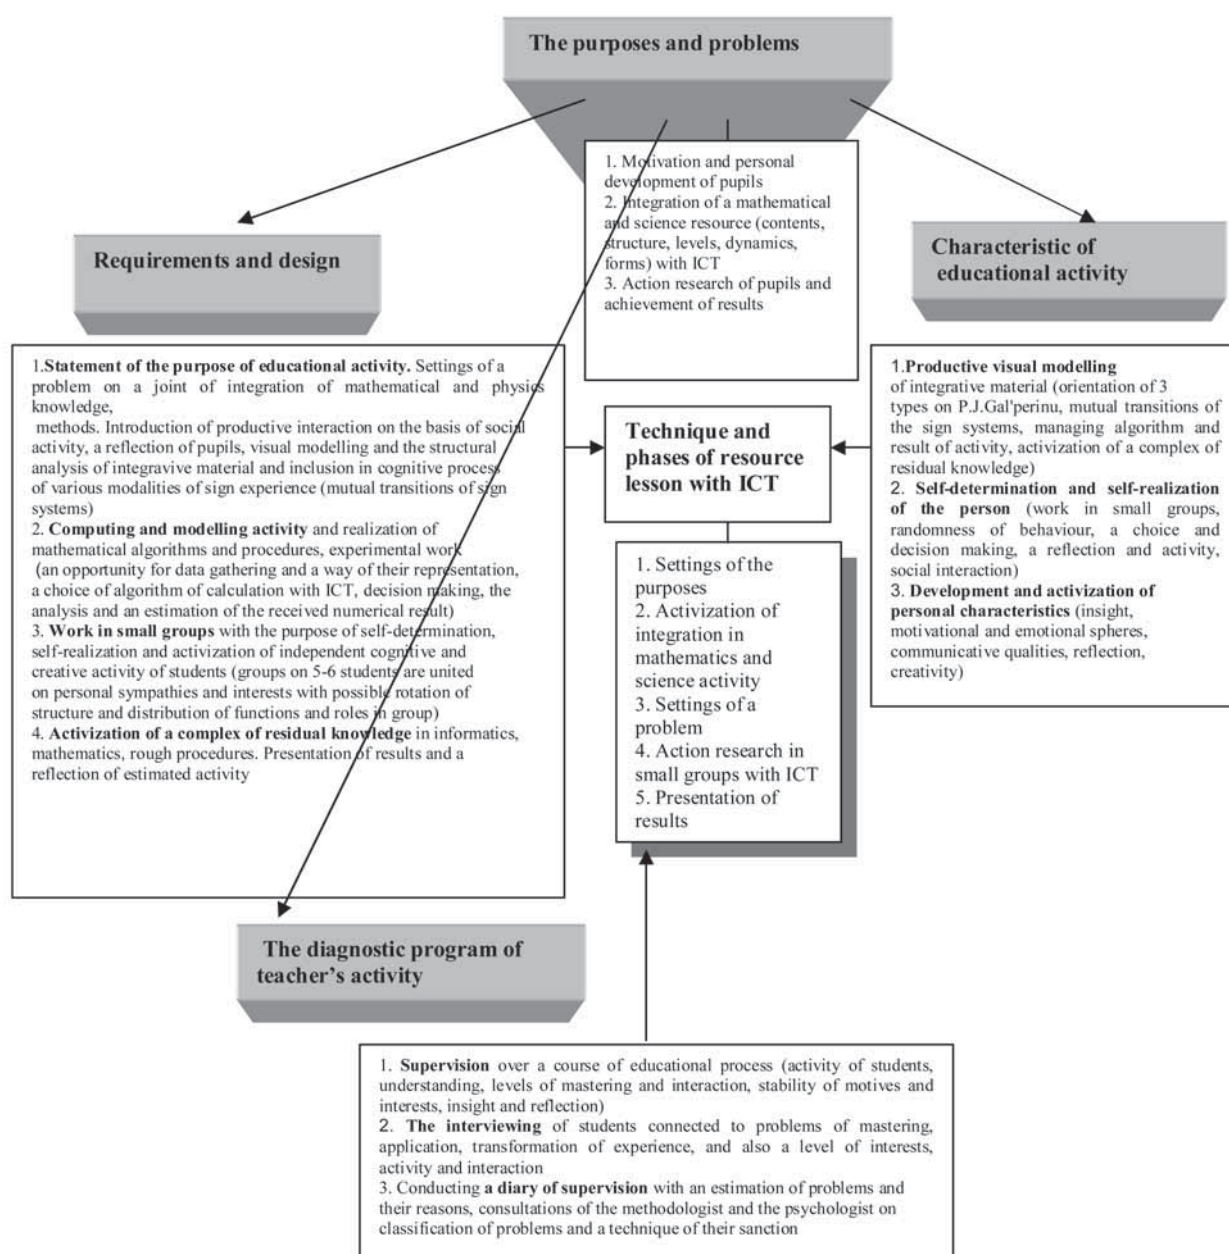 The purposes and problems
1. Motivation and personal
development of pupils
2. Integration of a mathematical
and science resource (contents,
structure, levels, dynamics,
forms) with ICT
3. Action research of pupils and
achievement of results
Requirements and design
Characteristic of
educational activity
1.Statement of the purpose of educational activity. Settings of a
problem on a joint of integration of mathematical and physics
knowledge,
methods. Introduction of productive interaction on the basis of social
activity, a reflection of pupils, visual modelling and the structural
analysis of integravive material and inclusion in cognitive process
of various modalities of sign experience (mutual transitions of sign
systems)
2. Computing and modelling activity and realization of
mathematical algorithms and procedures, experimental work
(an opportunity for data gathering and a way of their representation,
a choice of algorithm of calculation with ICT, decision making, the
analysis and an estimation of the received numerical result)
3. Work in small groups with the purpose of self-determination,
self-realization and activization of independent cognitive and
creative activity of students (groups on 5-6 students are united
on personal sympathies and interests with possible rotation of
structure and distribution of functions and roles in group)
4. Activization of a complex of residual knowledge in informatics,
mathematics, rough procedures. Presentation of results and a
reflection of estimated activity
Technique and
phases of resource
lesson with ICT
1. Settings of the
purposes
2. Activization of
integration in
mathematics and
science activity
3. Settings of a
problem
4. Action research in
small groups with ICT
5. Presentation of
results
1.Productive visual modelling
of integrative material (orientation of 3
types on P.J.Gal'perinu, mutual transitions of
the sign systems, managing algorithm and
result of activity, activization of a complex of
residual knowledge)
2. Self-determination and self-realization
of the person (work in small groups,
randomness of behaviour, a choice and
decision making, a reflection and activity,
social interaction)
3. Development and activization of
personal characteristics (insight,
motivational and emotional spheres,
communicative qualities, reflection,
creativity)
The diagnostic program of
teacher's activity
1. Supervision over a course of educational process (activity of students,
understanding, levels of mastering and interaction, stability of motives and
interests, insight and reflection)
2. The interviewing of students connected to problems of mastering,
application, transformation of experience, and also a level of interests,
activity and interaction
3. Conducting a diary of supervision with an estimation of problems and
their reasons, consultations of the methodologist and the psychologist on
classification of problems and a technique of their sanction